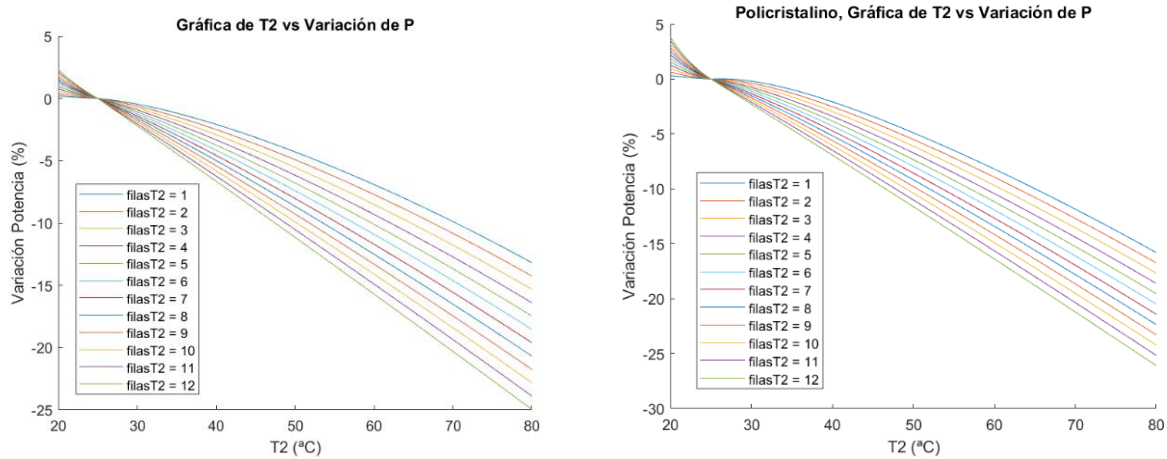 Gráfica de T2 vs Variación de P
5
0
-5
-10
-15
-20
-25
Variación Potencia (%)
filasT2 = 1
filasT2 = 2
filasT2 = 3
filasT2 = 4
filasT2 = 5
filasT2 = 6
filasT2 = 7
filasT2 = 8
filasT2 = 9
filasT2 = 10
filasT2 = 11
filasT2 = 12
20 30 40 50 60 70 80
T2 (ªC)
Policristalino, Gráfica de T2 vs Variación de P
5
0
-5
-10
-15
-20
-25
-30
Variación Potencia (%)
filasT2 = 1
filasT2 = 2
filasT2 = 3
filasT2 = 4
filasT2 = 5
filasT2 = 6
filasT2 = 7
filasT2 = 8
filasT2 = 9
filasT2 = 10
filasT2 = 11
filasT2 = 12
20 30 40 50 60 70 80
T2 (ªC)